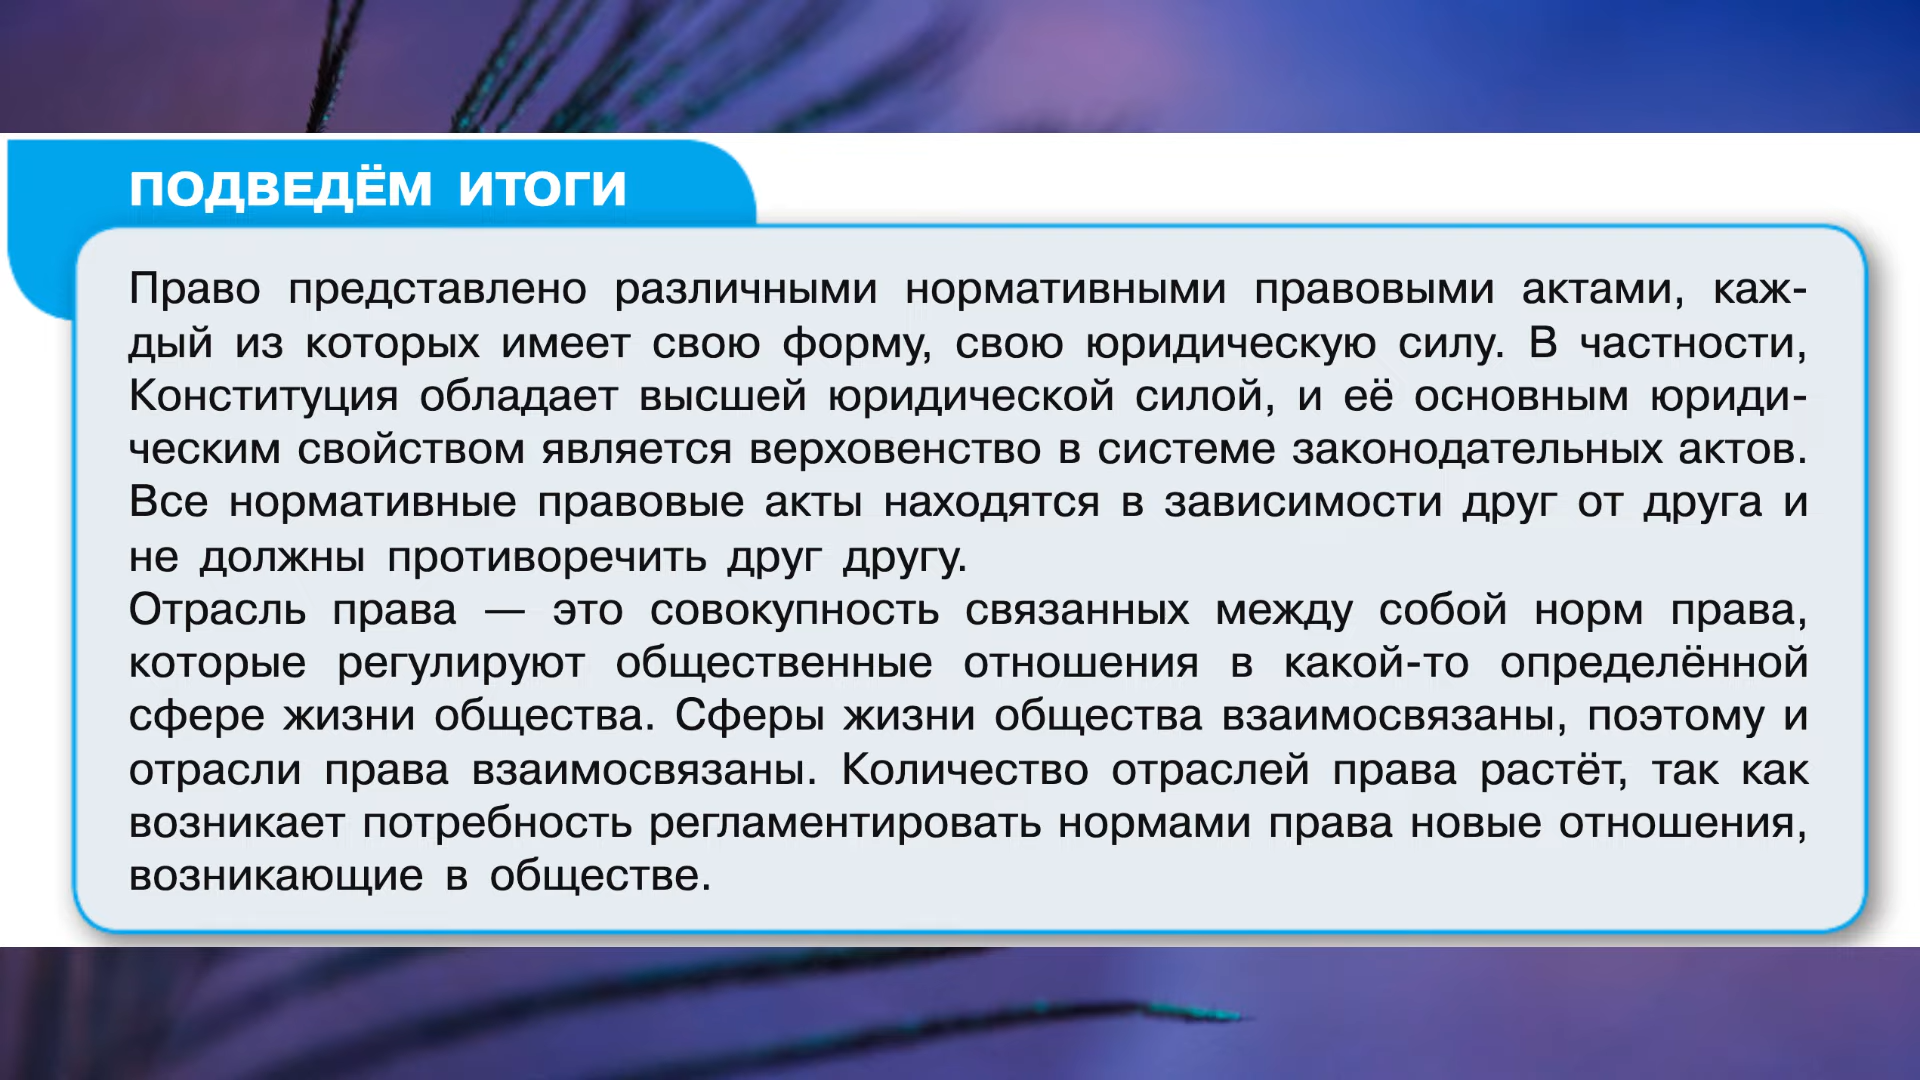 ПОДВЕДЁМ ИТОГИ
Право представлено различными нормативными правовыми актами, каж-
дый из которых имеет свою форму, свою юридическую силу. В частности,
Конституция обладает высшей юридической силой, и её основным юриди-
ческим свойством является верховенство в системе законодательных актов.
Все нормативные правовые акты находятся в зависимости друг от друга и
не должны противоречить друг другу.
Отрасль права — это совокупность связанных между собой норм права,
которые регулируют общественные отношения в какой-то определённой
сфере жизни общества. Сферы жизни общества взаимосвязаны, поэтому и
отрасли права взаимосвязаны. Количество отраслей права растёт, так как
возникает потребность регламентировать нормами права новые отношения,
возникающие в обществе.